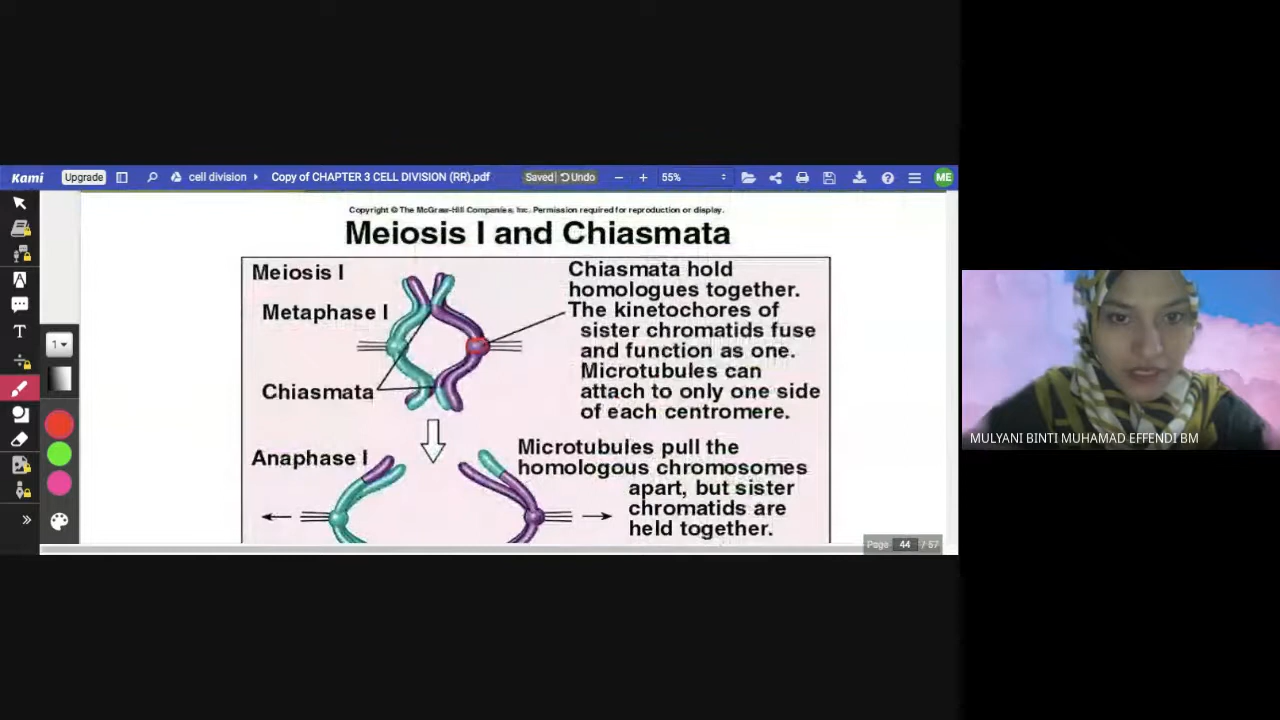 Kami
Upgrade
cell division
Copy of CHAPTER 3 CELL DIVISION (RR).pdf
Saved
Undo
55%
ME
Copyright © The McGraw-Hill Companies, Inc. Permission required for reproduction or display.
Meiosis I and Chiasmata
Meiosis I
Metaphase I
Chiasmata
Chiasmata hold
homologues together.
The kinetochores of
sister chromatids fuse
and function as one.
Microtubules can
attach to only one side
of each centromere.
Anaphase I
Microtubules pull the
homologous chromosomes
apart, but sister
chromatids are
held together.
1
T
A
Page 44 / 57
MULYANI BINTI MUHAMAD EFFENDI BM